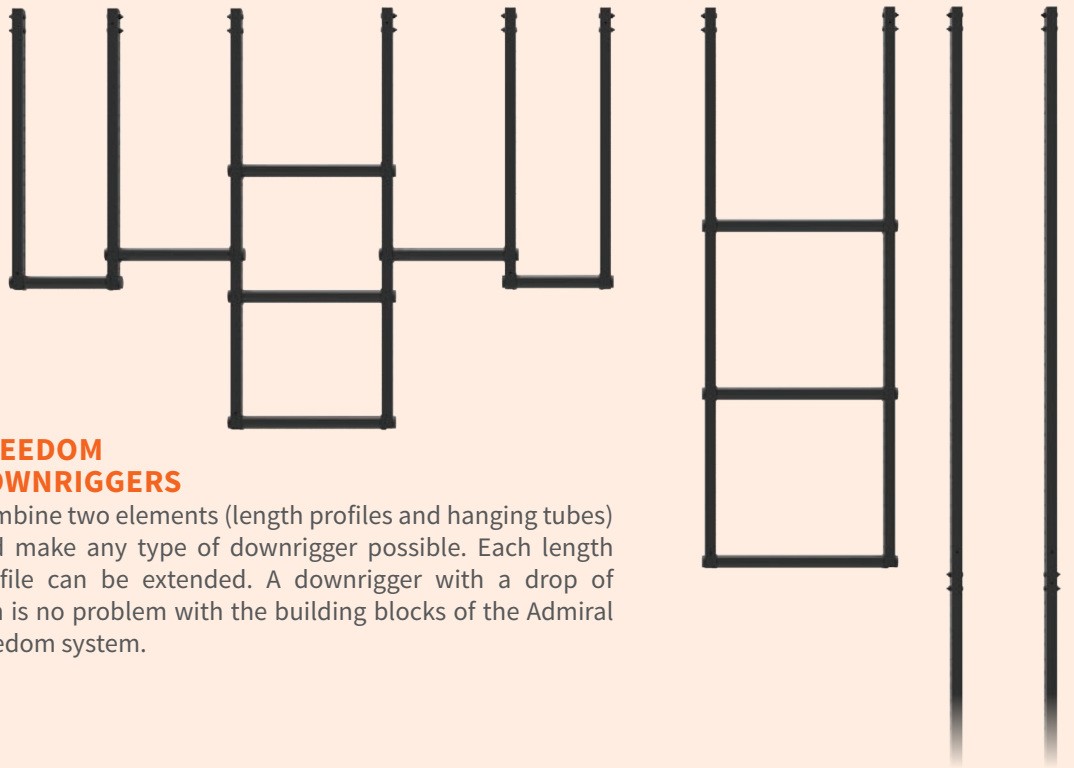 EEDOM
OWNRIGGERS
mbine two elements (length profiles and hanging tubes)
make any type of downrigger possible. Each length
file can be extended. A downrigger with a drop of
is no problem with the building blocks of the Admiral
edom system.